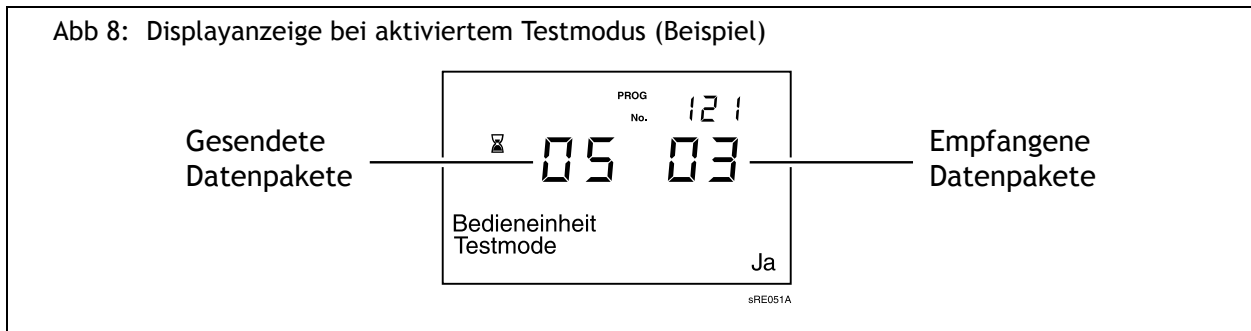 Abb 8: Displayanzeige bei aktiviertem Testmodus (Beispiel)
PROG
No. 121
Gesendete
Datenpakete
05 03
Empfangene
Datenpakete
Bedieneinheit
Testmode
Ja
sRE051A